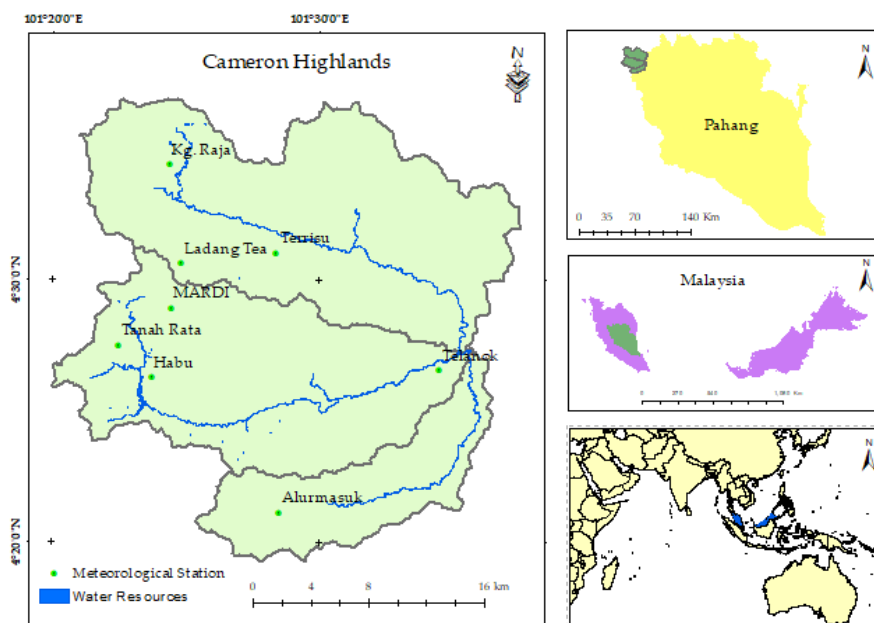 101°20'0"E
101°30'0"E
Cameron Highlands
N
Kg. Raja
Terrisu
Ladang Tea
4°30'0"N
MARDI
Tanah Rata
Telanok
Habu
Alurmasuk
4°20'0"N
Meteorological Station
Water Resources
0 4 8 16 km
N
Pahang
0 35 70 140 Km
N
Malaysia
0
N